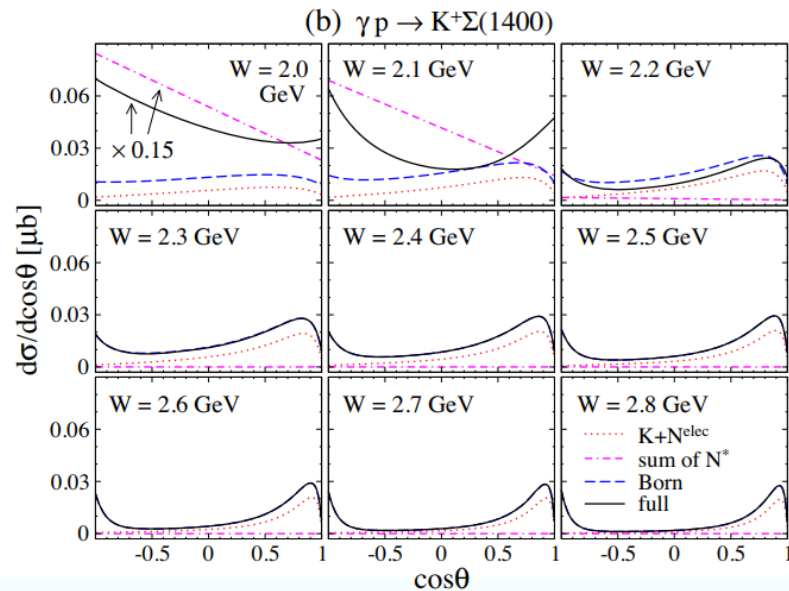 (b) γ p → K⁺Σ(1400)
W = 2.0 GeV
× 0.15
W = 2.1 GeV
W = 2.2 GeV
0.06
0.03
0
dσ/dcosθ [μb]
W = 2.3 GeV
W = 2.4 GeV
W = 2.5 GeV
0.06
0.03
0
W = 2.6 GeV
W = 2.7 GeV
W = 2.8 GeV
0.06
0.03
0
K+N^elec
sum of N^*
Born
full
-0.5 0 0.5 1 -0.5 0 0.5 1 -0.5 0 0.5 1
cosθ